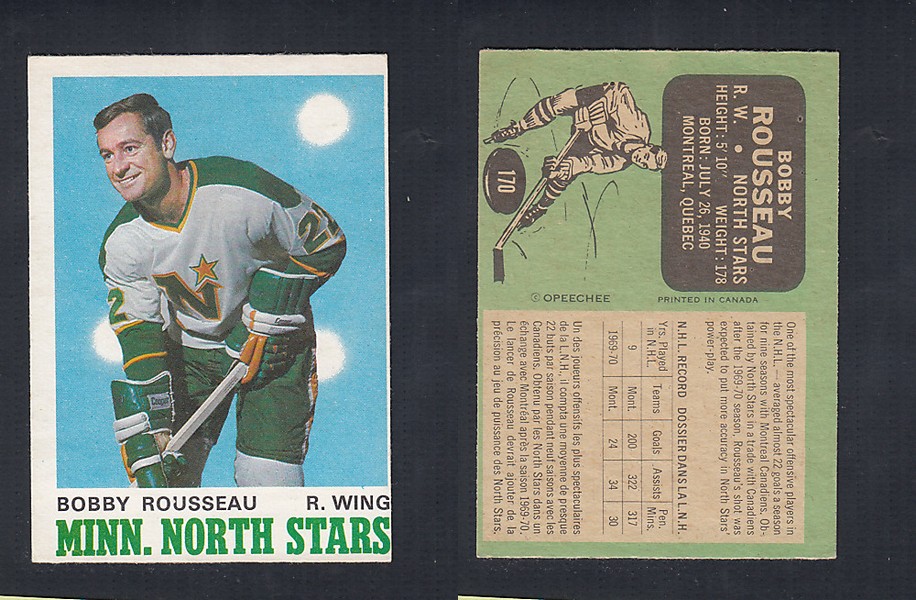 22
2
N
Cooper
BOBBY ROUSSEAU R. WING
MINN. NORTH STARS
170
BOBBY
ROUSSEAU
R. W. • NORTH STARS
HEIGHT: 5' 10" WEIGHT: 178
BORN: JULY 26, 1940
MONTREAL, QUEBEC
© OPEECHEE PRINTED IN CANADA
One of the most spectacular offensive players in
the N.H.L. — averaged almost 22 goals a season
for nine seasons with Montreal Canadiens. Ob-
tained by North Stars in a trade with Canadiens
after the 1969-70 season. Rousseau's shot was
expected to put more accuracy in North Stars'
power-play.
N.H.L. RECORD DOSSIER DANS LA L.N.H.
Yrs. Played Teams Goals Assists Pen.
in N.H.L. Mins.
9 Mont. 200 322 317
1969-70 Mont. 24 34 30
Un des joueurs offensifs les plus spectaculaires
de la L.N.H., il compta une moyenne de presque
22 buts par saison pendant neuf saisons avec les
Canadiens. Obtenu par les North Stars dans un
échange avec Montréal après la saison 1969-70.
Le lancer de Rousseau devrait ajouter de la
précision au jeu de puissance des North Stars.